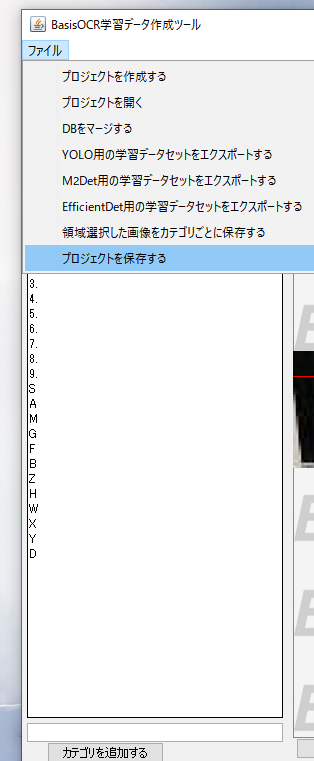 BasisOCR学習データ作成ツール
ファイル
プロジェクトを作成する
プロジェクトを開く
DBをマージする
YOLO用の学習データセットをエクスポートする
M2Det用の学習データセットをエクスポートする
EfficientDet用の学習データセットをエクスポートする
領域選択した画像をカテゴリごとに保存する
プロジェクトを保存する
3.
4.
5.
6.
7.
8.
9.
S
A
M
G
F
B
Z
H
W
X
Y
D
カテゴリを追加する